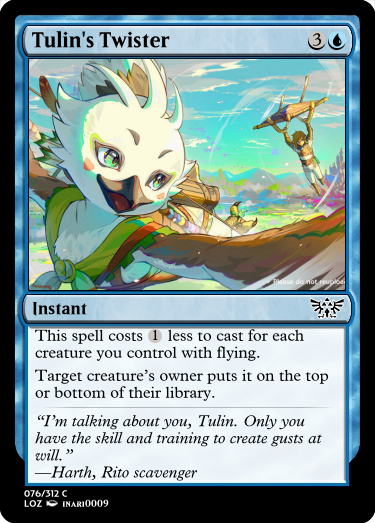 Tulin's Twister 3
Please do not reupload
Instant
This spell costs 1 less to cast for each
creature you control with flying.
Target creature's owner puts it on the top
or bottom of their library.
“I'm talking about you, Tulin. Only you
have the skill and training to create gusts at
will.”
—Harth, Rito scavenger
076/312 C
LOZ INARI0009